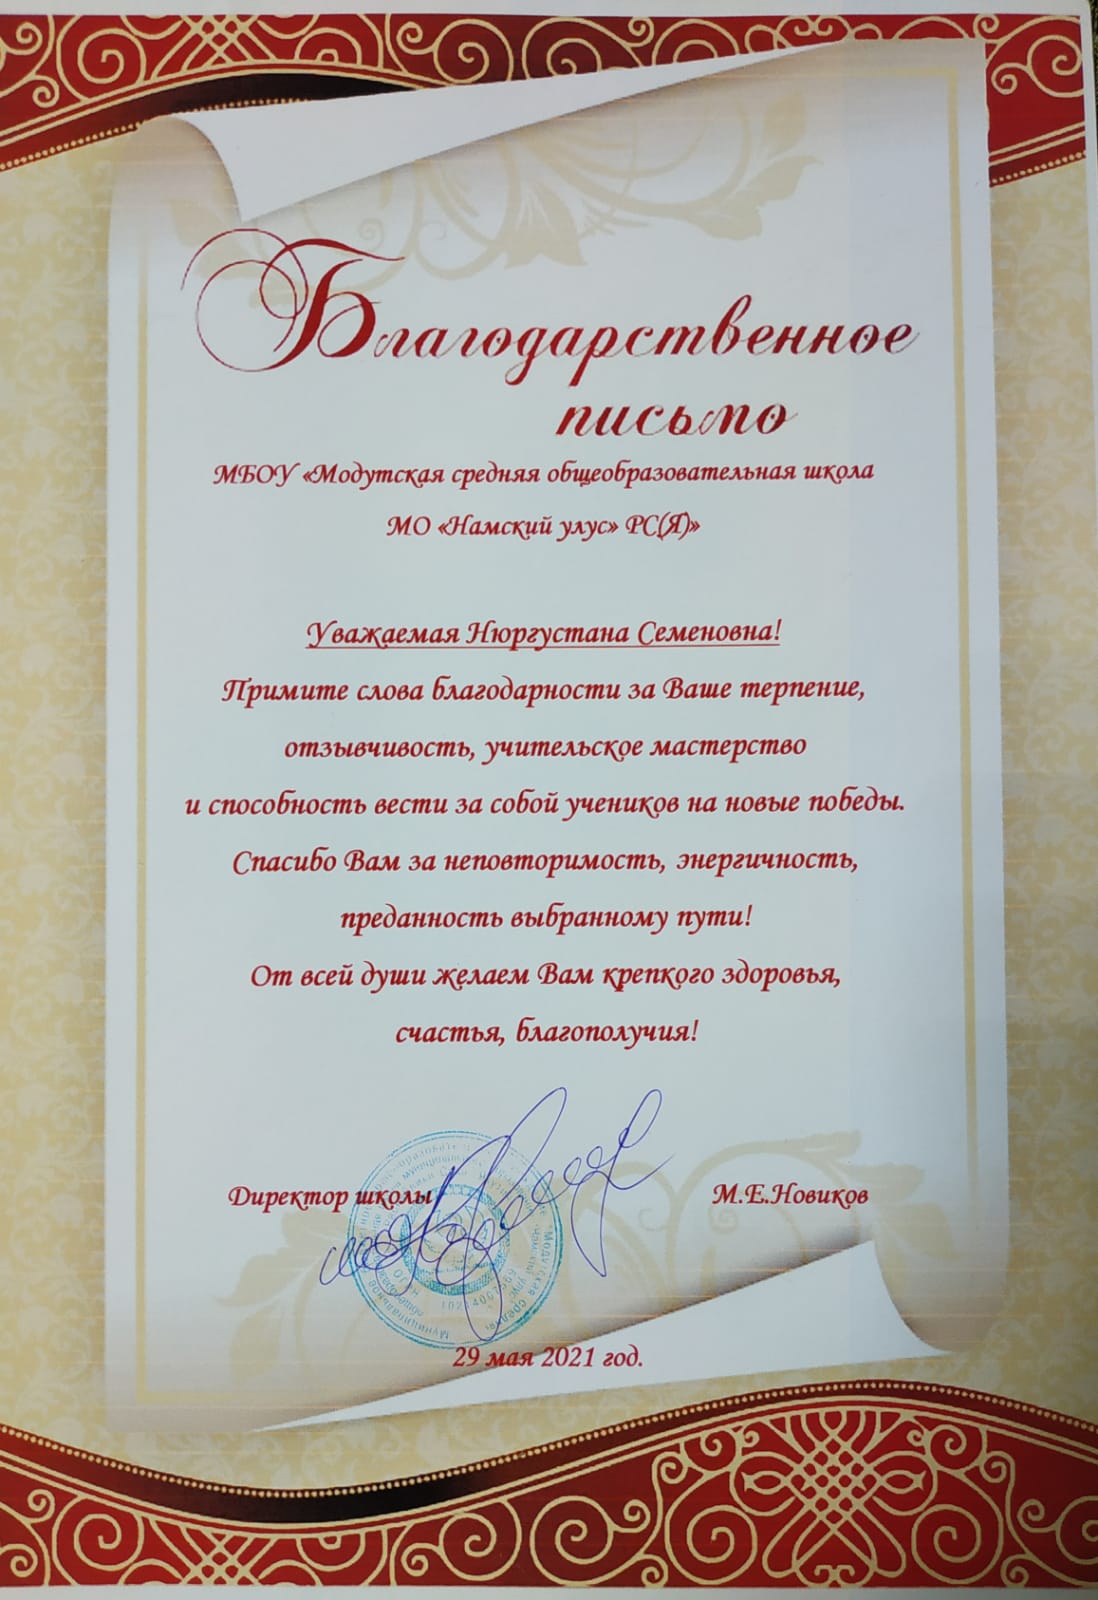 Благодарственное
письмо
МБОУ «Модутская средняя общеобразовательная школа
МО «Намский улус» РС(Я)»
Уважаемая Нюргустана Семеновна!
Примите слова благодарности за Ваше терпение,
отзывчивость, учительское мастерство
и способность вести за собой учеников на новые победы.
Спасибо Вам за неповторимость, энергичность,
преданность выбранному пути!
От всей души желаем Вам крепкого здоровья,
счастья, благополучия!
Директор школы
М.Е.Новиков
29 мая 2021 год.